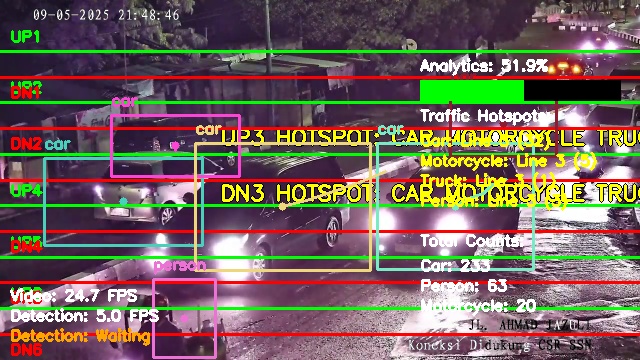 09-05-2025 21:48:46
UP1
Analytics: 51.9%
DN1
car
Traffic Hotspots:
DN2
car
car
UP3 HOTSPOT: CAR MOTORCYCLE TRUC
car
Motorcycle: Line 3 (5)
Truck: Line 3 (1)
UP4
DN3 HOTSPOT: CAR MOTORCYCLE TRUC
Total Counts:
DN4
Car: 233
person
Person: 63
Video: 24.7 FPS
Motorcycle: 20
Detection: 5.0 FPS
Detection: Waiting
JL. AHMAD
DN6
Koneksi Didukung CSR SSN